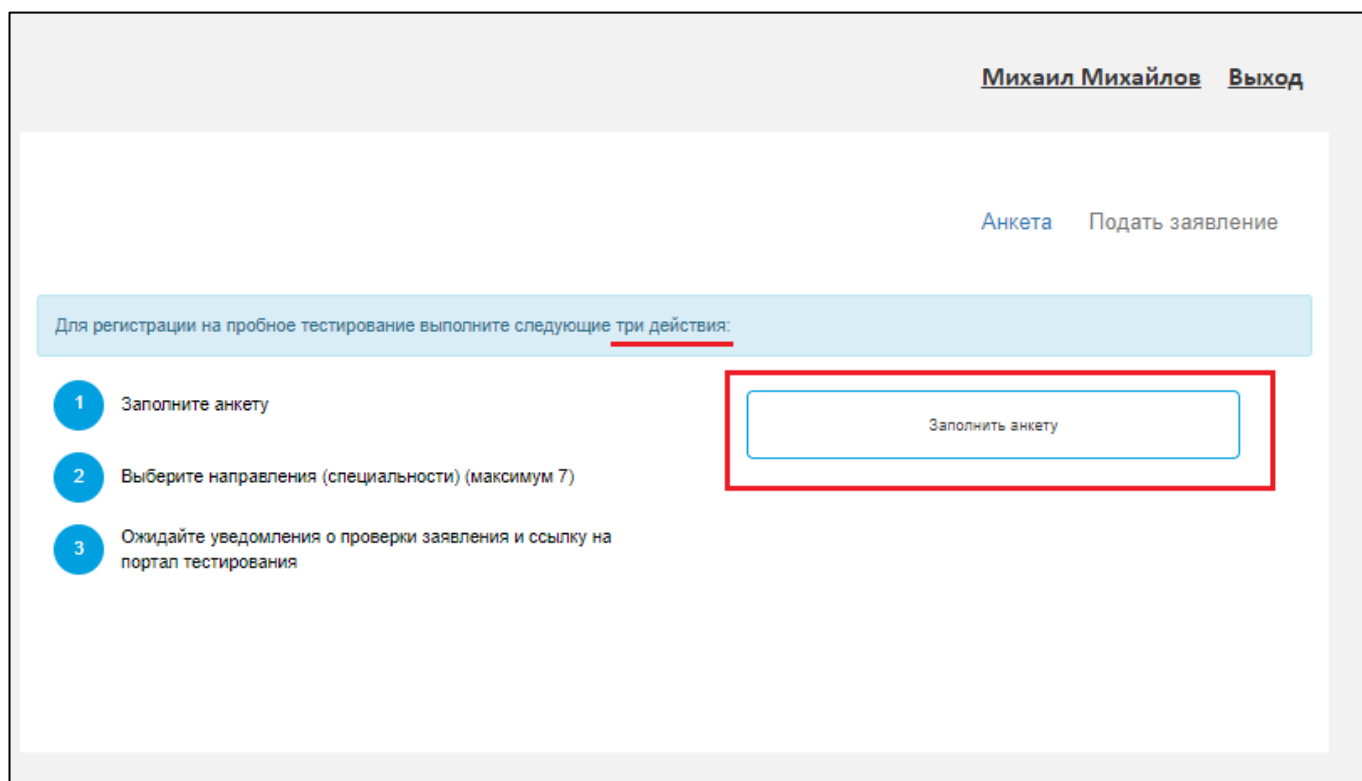 Михаил Михайлов Выход
Анкета Подать заявление
Для регистрации на пробное тестирование выполните следующие три действия:
1 Заполните анкету
Заполнить анкету
2 Выберите направления (специальности) (максимум 7)
3 Ожидайте уведомления о проверки заявления и ссылку на
портал тестирования